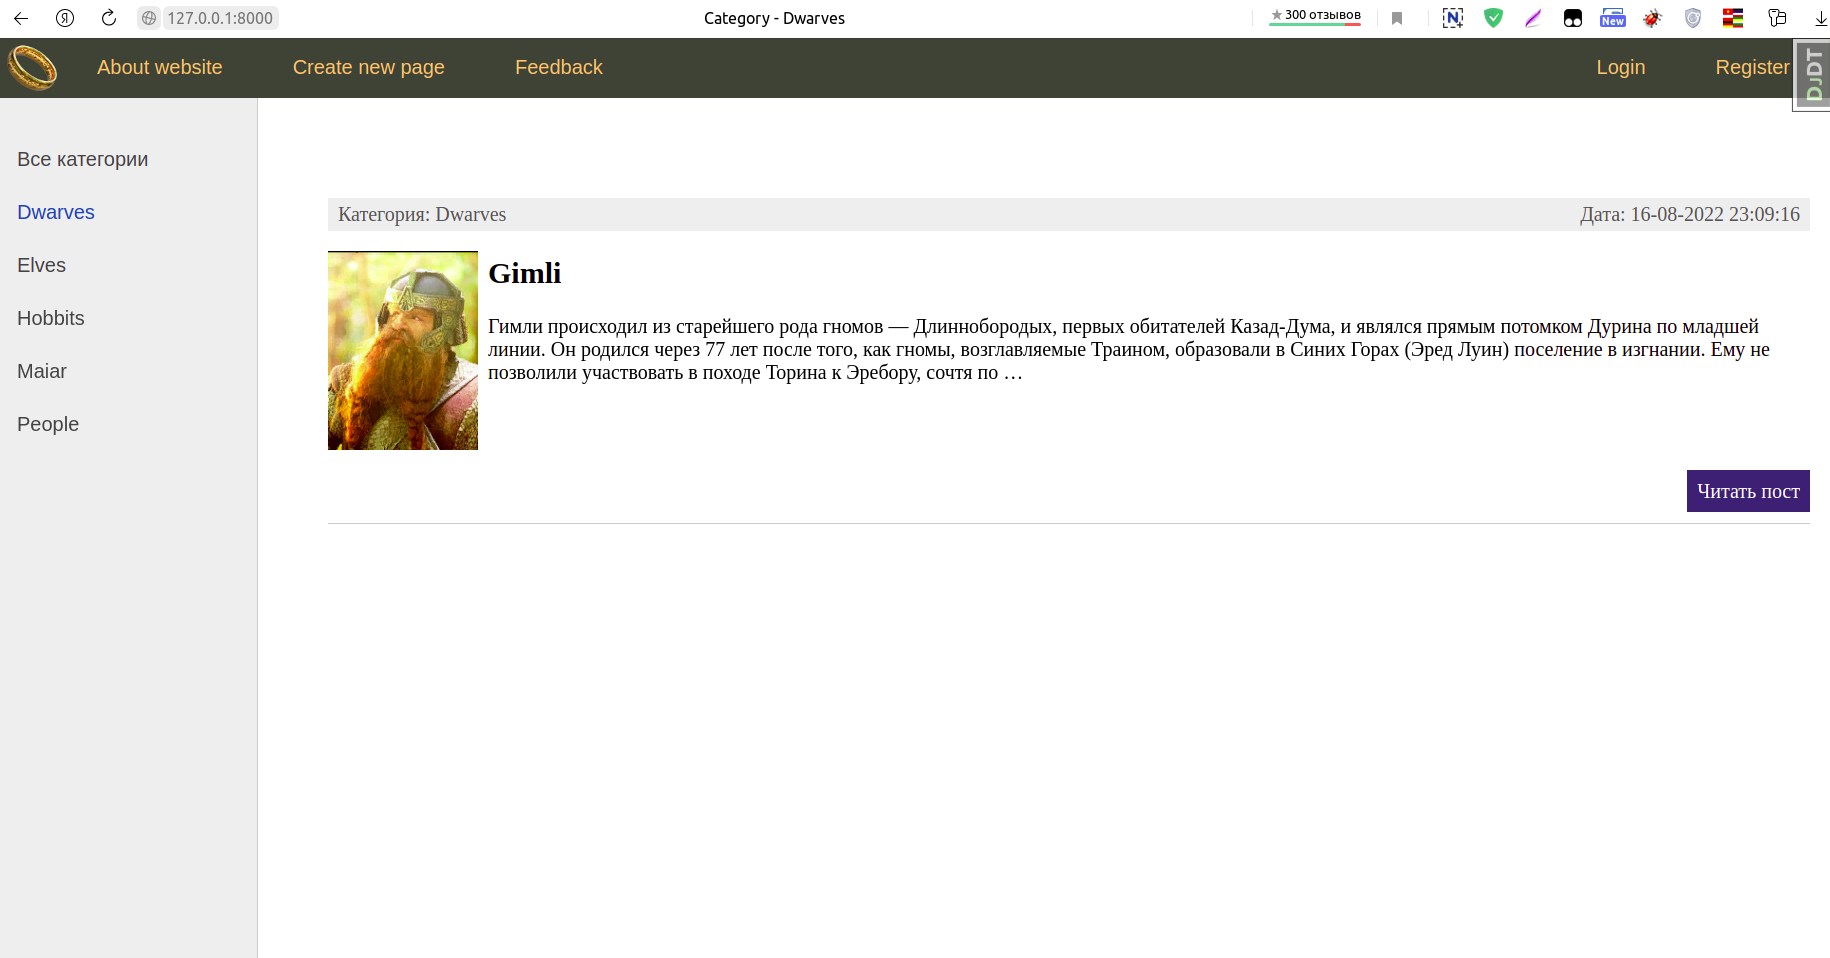 127.0.0.1:8000
Category - Dwarves
★ 300 отзывов
New
About website
Create new page
Feedback
Login
Register
DjDT
Все категории
Dwarves
Elves
Hobbits
Maiar
People
Категория: Dwarves
Дата: 16-08-2022 23:09:16
Gimli
Гимли происходил из старейшего рода гномов — Длиннобородых, первых обитателей Казад-Дума, и являлся прямым потомком Дурина по младшей
линии. Он родился через 77 лет после того, как гномы, возглавляемые Траином, образовали в Синих Горах (Эред Луин) поселение в изгнании. Ему не
позволили участвовать в походе Торина к Эребору, сочтя по …
Читать пост